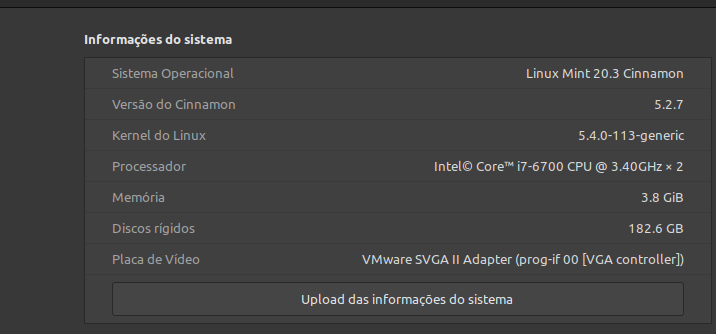 Informações do sistema
Sistema Operacional Linux Mint 20.3 Cinnamon
Versão do Cinnamon 5.2.7
Kernel do Linux 5.4.0-113-generic
Processador Intel© Core™ i7-6700 CPU @ 3.40GHz × 2
Memória 3.8 GiB
Discos rígidos 182.6 GB
Placa de Vídeo VMware SVGA II Adapter (prog-if 00 [VGA controller])
Upload das informações do sistema